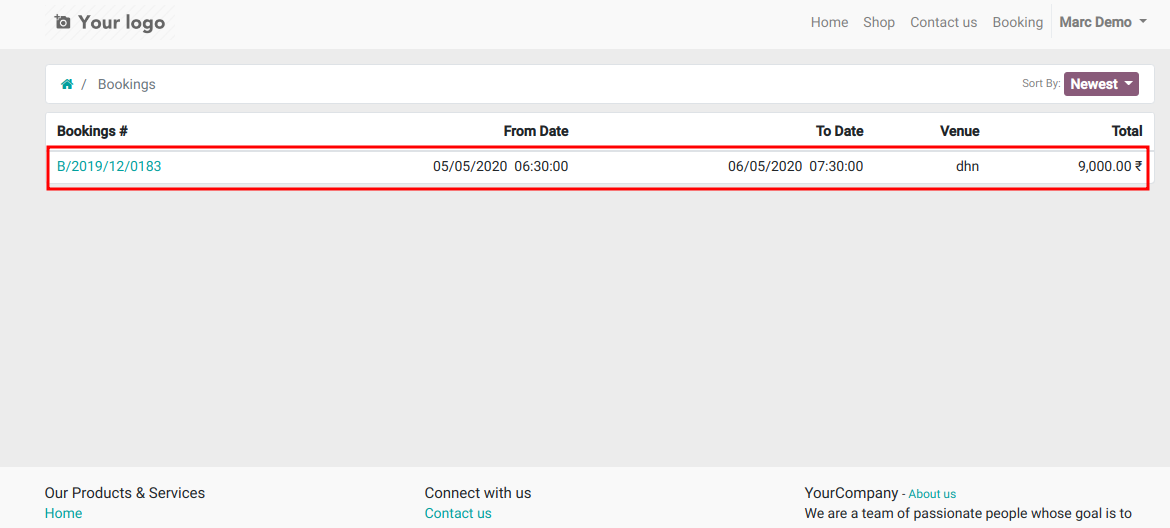 Your logo
Home Shop Contact us Booking Marc Demo
/ Bookings
Sort By: Newest
Bookings # From Date To Date Venue Total
B/2019/12/0183 05/05/2020 06:30:00 06/05/2020 07:30:00 dhn 9,000.00 ₹
Our Products & Services Connect with us YourCompany - About us
Home Contact us We are a team of passionate people whose goal is to